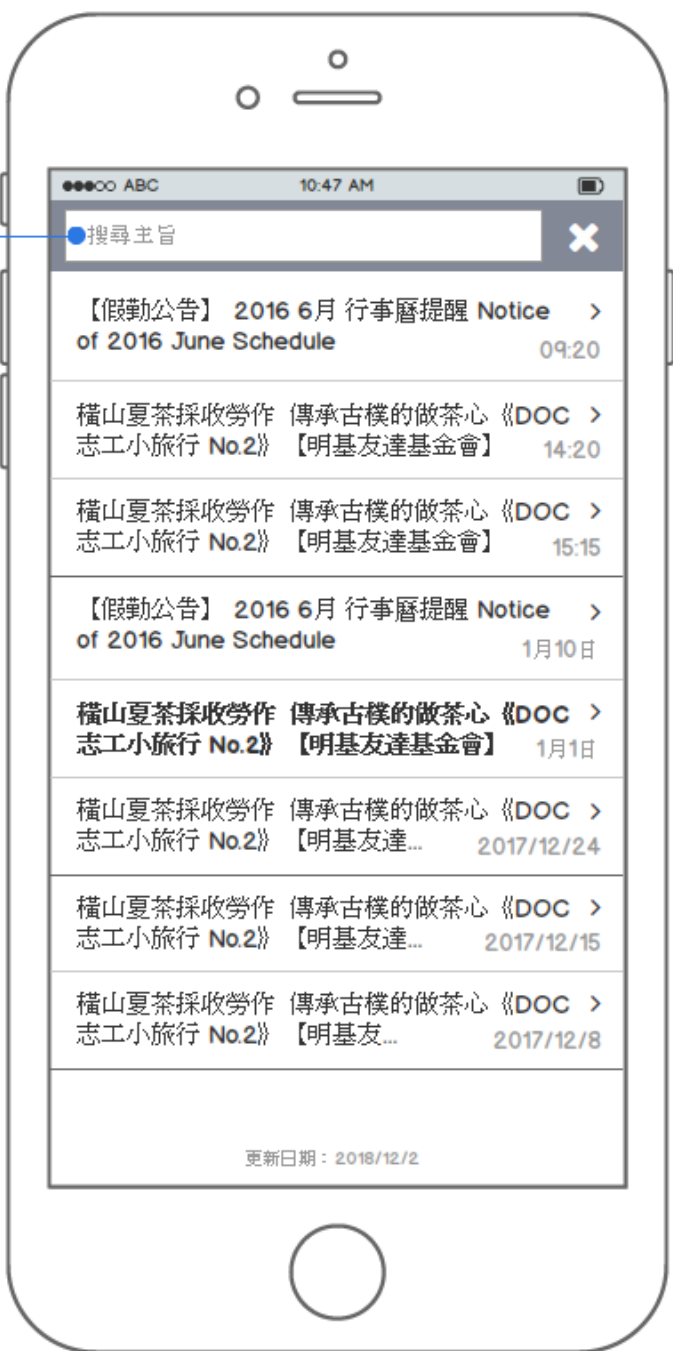 ABC 10:47 AM
搜尋主旨
【假勤公告】 2016 6月 行事曆提醒 Notice
of 2016 June Schedule 09:20
橫山夏茶採收勞作 傳承古樸的做茶心《DOC
志工小旅行 No.2》【明基友達基金會】 14:20
橫山夏茶採收勞作 傳承古樸的做茶心《DOC
志工小旅行 No.2》【明基友達基金會】 15:15
【假勤公告】 2016 6月 行事曆提醒 Notice
of 2016 June Schedule 1月10日
橫山夏茶採收勞作 傳承古樸的做茶心《DOC
志工小旅行 No.2》【明基友達基金會】 1月1日
橫山夏茶採收勞作 傳承古樸的做茶心《DOC
志工小旅行 No.2》【明基友達... 2017/12/24
橫山夏茶採收勞作 傳承古樸的做茶心《DOC
志工小旅行 No.2》【明基友達... 2017/12/15
橫山夏茶採收勞作 傳承古樸的做茶心《DOC
志工小旅行 No.2》【明基友... 2017/12/8
更新日期：2018/12/2